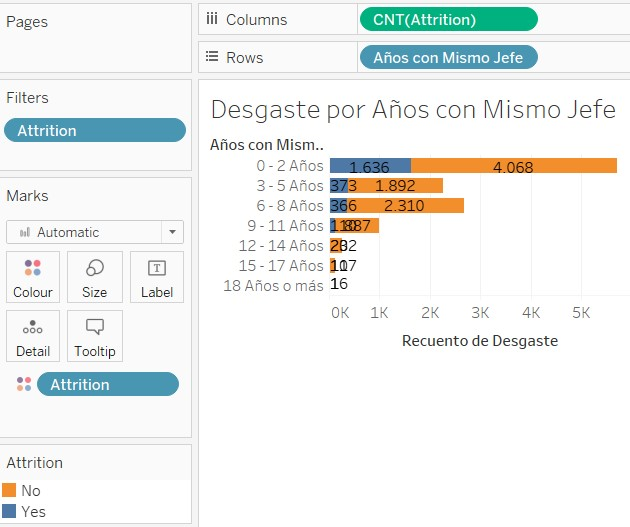 Pages
Columns
CNT(Attrition)
Rows
Años con Mismo Jefe
Filters
Attrition
Marks
Automatic
Colour
Size
Label
Detail
Tooltip
Attrition
Attrition
No
Yes
Desgaste por Años con Mismo Jefe
Años con Mism..
0 - 2 Años 1.636 4.068
3 - 5 Años 373 1.892
6 - 8 Años 366 2.310
9 - 11 Años
12 - 14 Años
15 - 17 Años
18 Años o más 16
0K 1K 2K 3K 4K 5K
Recuento de Desgaste